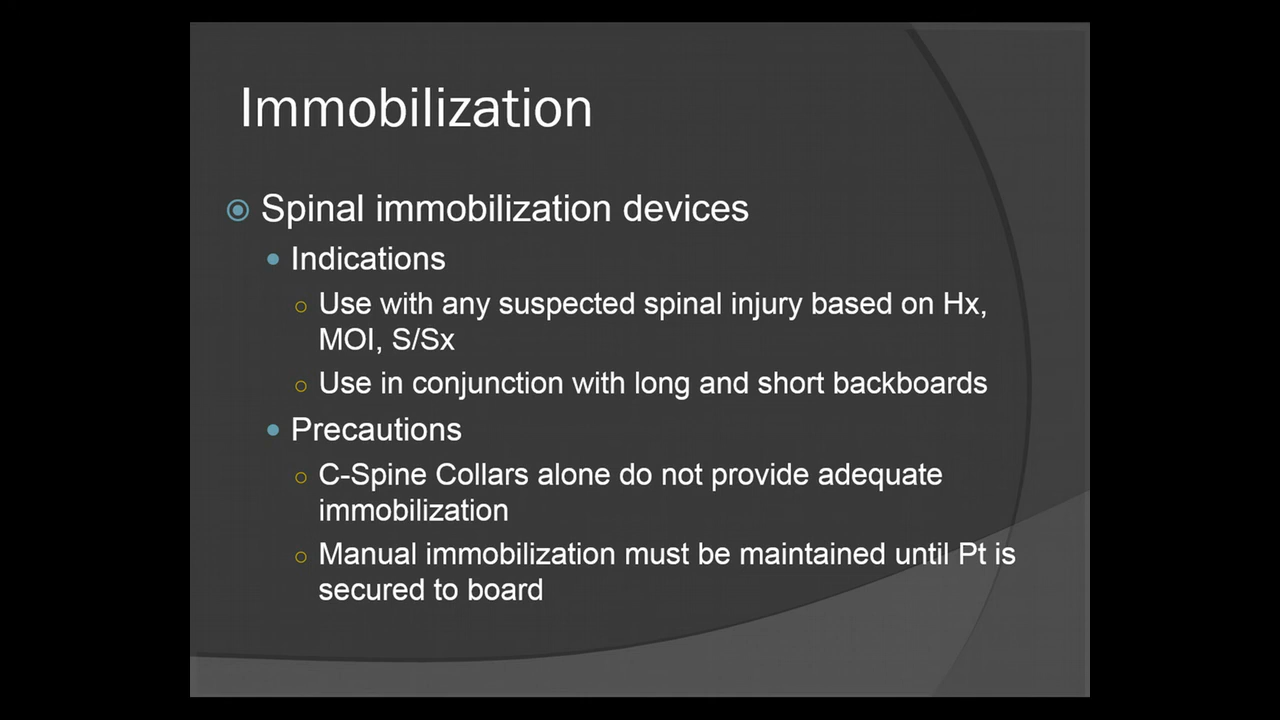 Immobilization
Spinal immobilization devices
Indications
Use with any suspected spinal injury based on Hx,
MOI, S/Sx
Use in conjunction with long and short backboards
Precautions
C-Spine Collars alone do not provide adequate
immobilization
Manual immobilization must be maintained until Pt is
secured to board